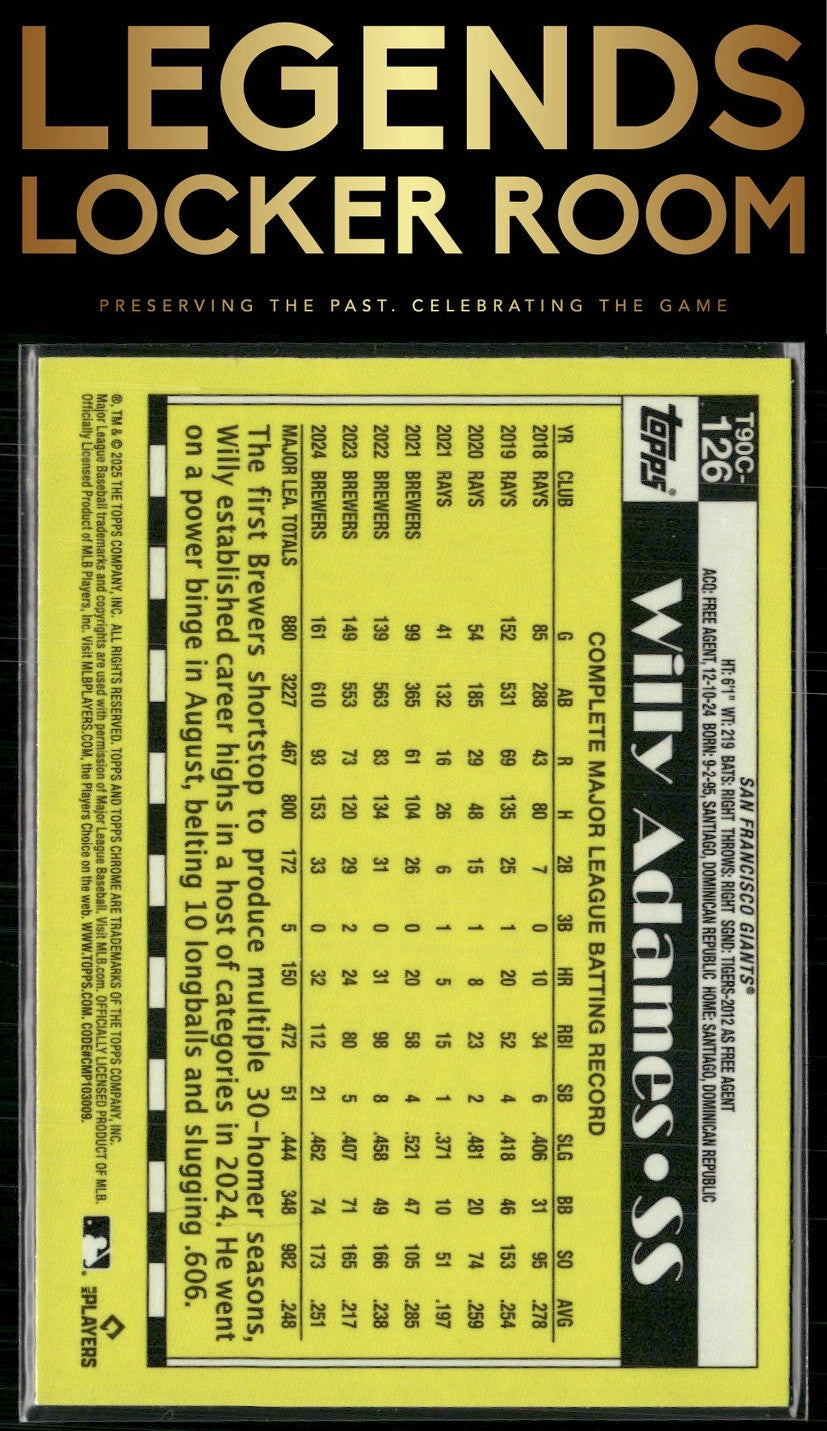 LEGENDS
LOCKER ROOM
PRESERVING THE PAST. CELEBRATING THE GAME
T90C-
126
topps®
SAN FRANCISCO GIANTS®
HT: 6'1" WT: 219 BATS: RIGHT THROWS: RIGHT SGND: TIGERS-2012 AS FREE AGENT
ACQ: FREE AGENT, 12-10-24 BORN: 9-2-95, SANTIAGO, DOMINICAN REPUBLIC HOME: SANTIAGO, DOMINICAN REPUBLIC
Willy Adames • SS
COMPLETE MAJOR LEAGUE BATTING RECORD
YR CLUB G AB R H 2B 3B HR RBI SB SLG BB SO AVG
2018 RAYS 85 288 43 80 7 0 10 34 6 .406 31 95 .278
2019 RAYS 152 531 69 135 25 1 20 52 4 .418 46 153 .254
2020 RAYS 54 185 29 48 15 1 8 23 2 .481 20 74 .259
2021 RAYS 41 132 16 26 6 1 5 15 1 .371 10 51 .197
2021 BREWERS 99 365 61 104 26 0 20 58 4 .521 47 105 .285
2022 BREWERS 139 563 83 134 31 0 31 98 8 .458 49 166 .238
2023 BREWERS 149 553 73 120 29 2 24 80 5 .407 71 165 .217
2024 BREWERS 161 610 93 153 33 0 32 112 21 .462 74 173 .251
MAJOR LEA. TOTALS 880 3227 467 800 172 5 150 472 51 .444 348 982 .248
The first Brewers shortstop to produce multiple 30-homer seasons,
Willy established career highs in a host of categories in 2024. He went
on a power binge in August, belting 10 longballs and slugging .606.
®, TM & © 2025 THE TOPPS COMPANY, INC. ALL RIGHTS RESERVED. TOPPS AND TOPPS CHROME ARE TRADEMARKS OF THE TOPPS COMPANY, INC.
Major League Baseball trademarks and copyrights are used with permission of Major League Baseball. Visit MLB.com. OFFICIALLY LICENSED PRODUCT OF MLB.
Officially Licensed Product of MLB Players, Inc. Visit MLBPLAYERS.COM, the Players Choice on the web. WWW.TOPPS.COM. CODE#CMP103009.
MLB PLAYERS